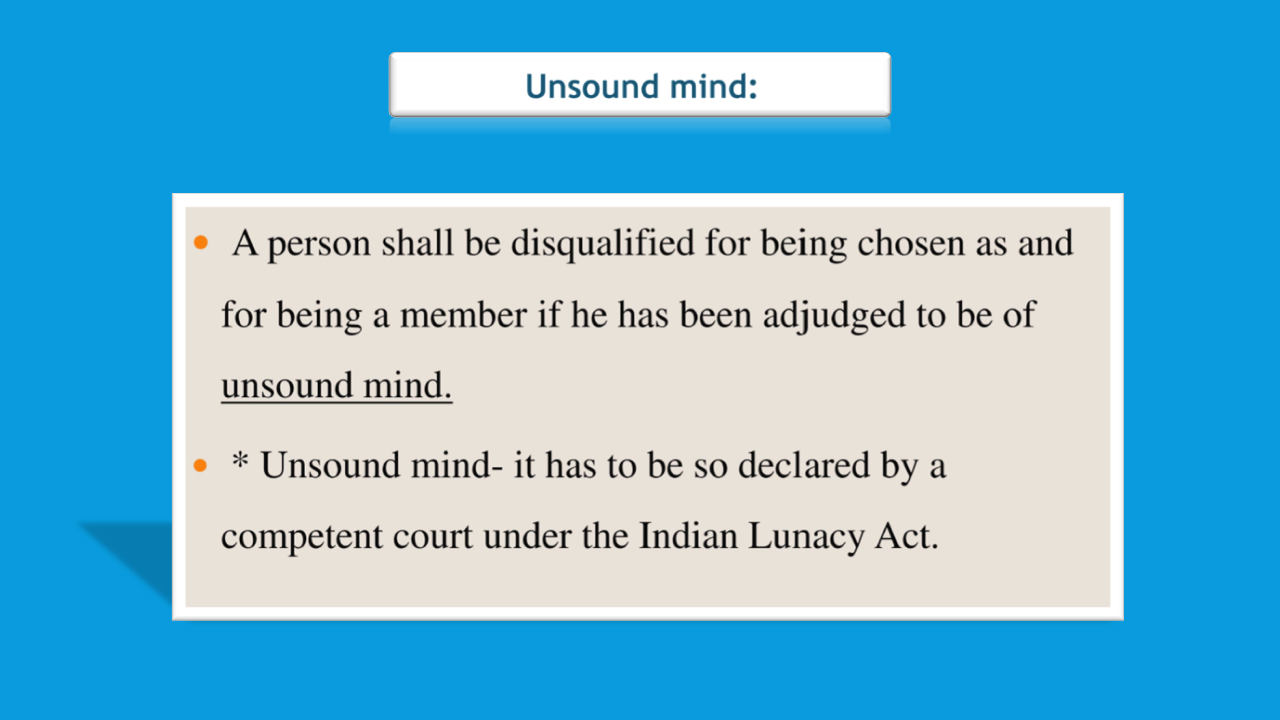 Unsound mind:
A person shall be disqualified for being chosen as and
for being a member if he has been adjudged to be of
unsound mind.
* Unsound mind- it has to be so declared by a
competent court under the Indian Lunacy Act.